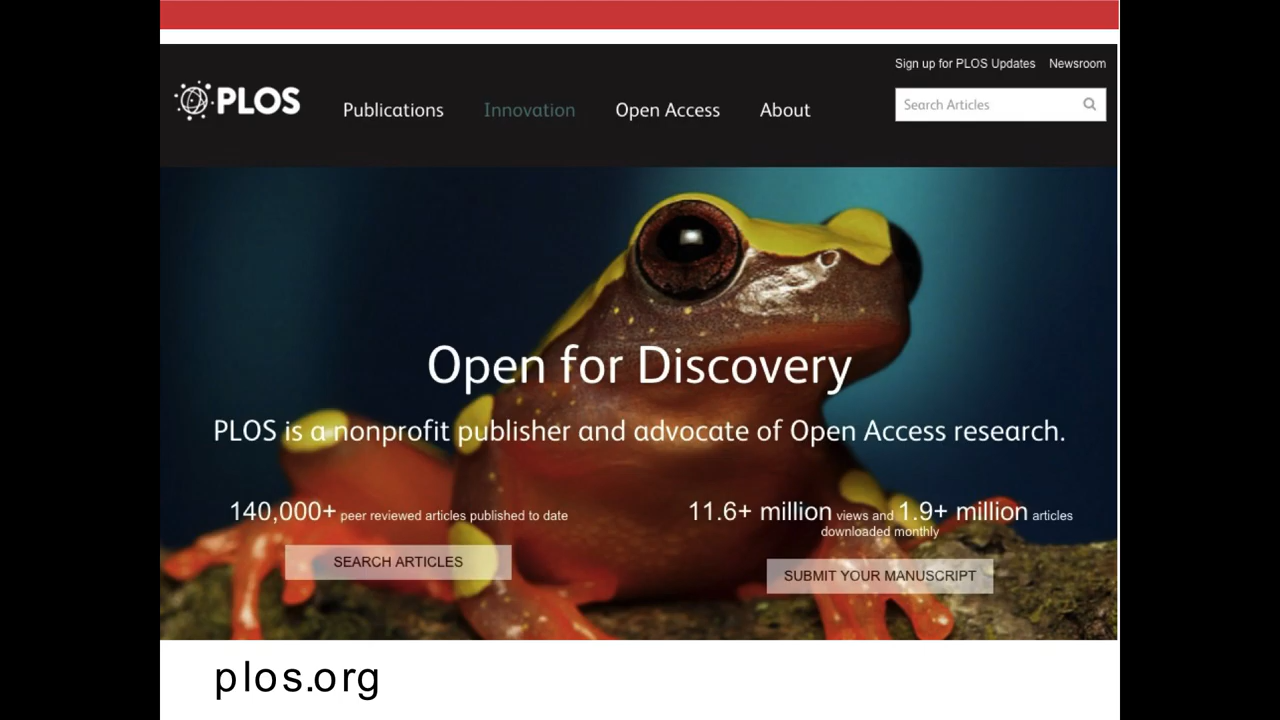 Sign up for PLOS Updates Newsroom
PLOS Publications Innovation Open Access About Search Articles
Open for Discovery
PLOS is a nonprofit publisher and advocate of Open Access research.
140,000+ peer reviewed articles published to date
SEARCH ARTICLES
11.6+ million views and 1.9+ million articles
downloaded monthly
SUBMIT YOUR MANUSCRIPT
plos.org